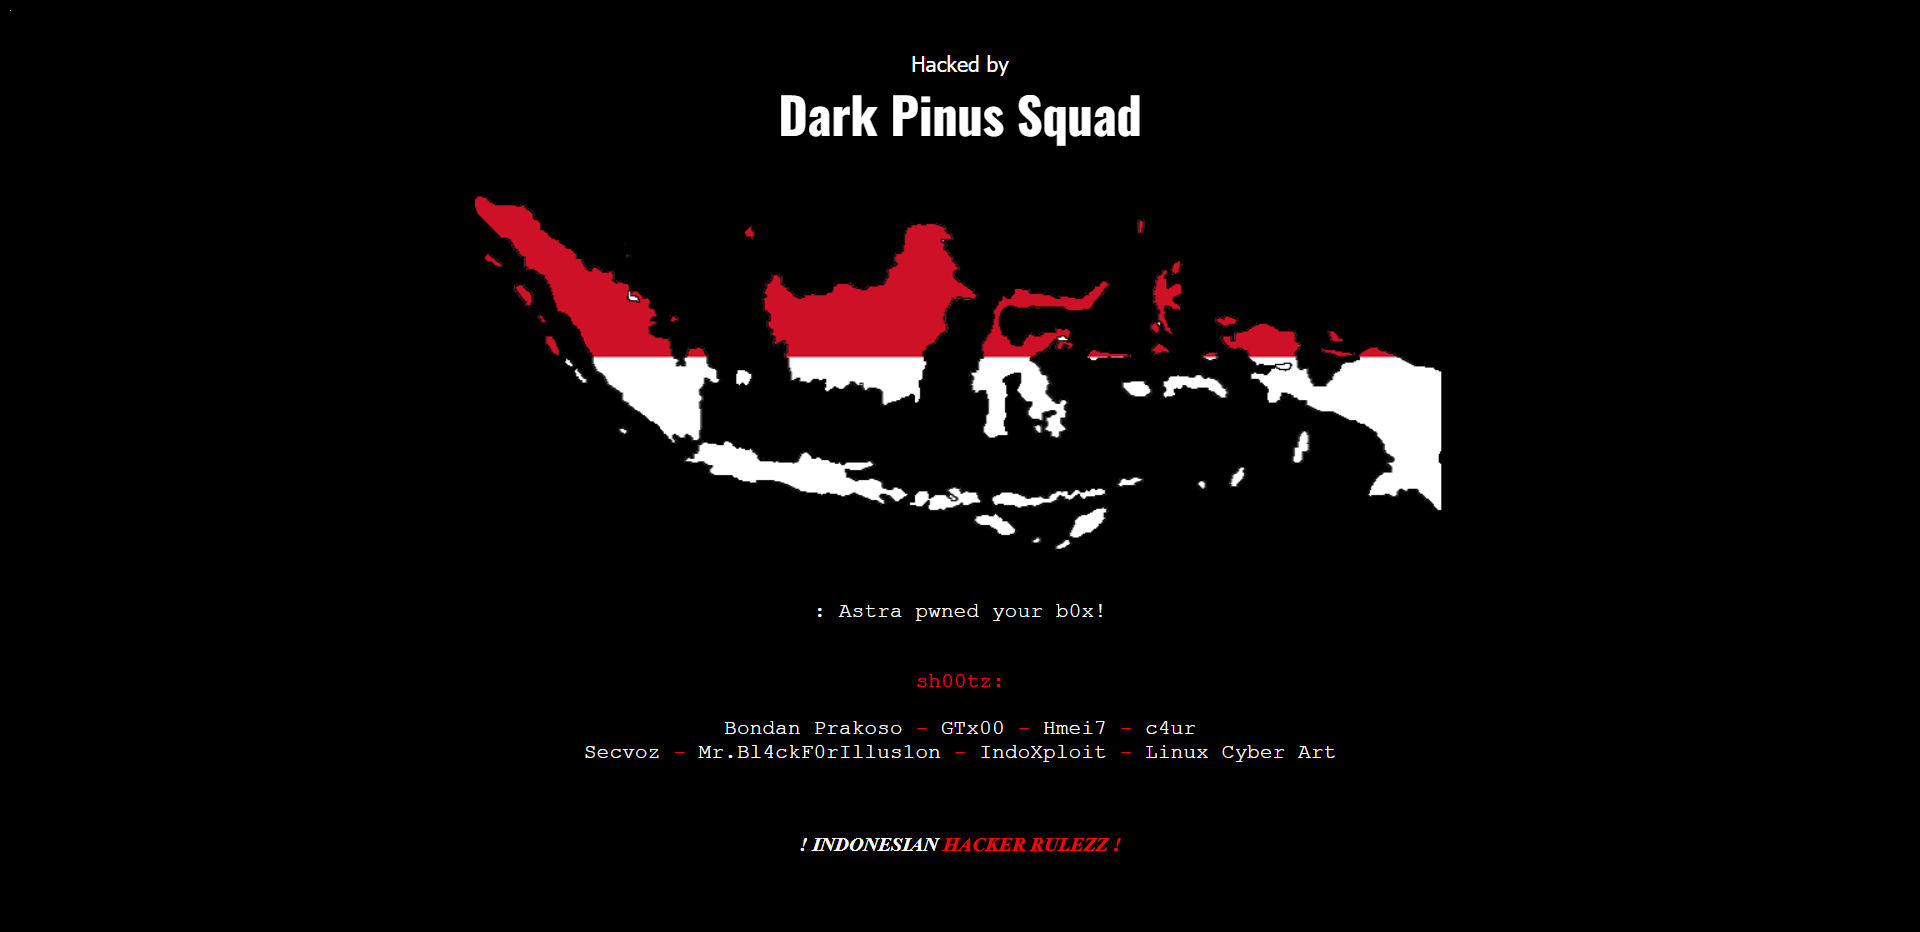 Hacked by
Dark Pinus Squad
: Astra pwned your b0x!
sh00tz:
Bondan Prakoso - GTx00 - Hmei7 - c4ur
Secvoz - Mr.Bl4ckF0rIllus1on - IndoXploit - Linux Cyber Art
! INDONESIAN HACKER RULEZZ !